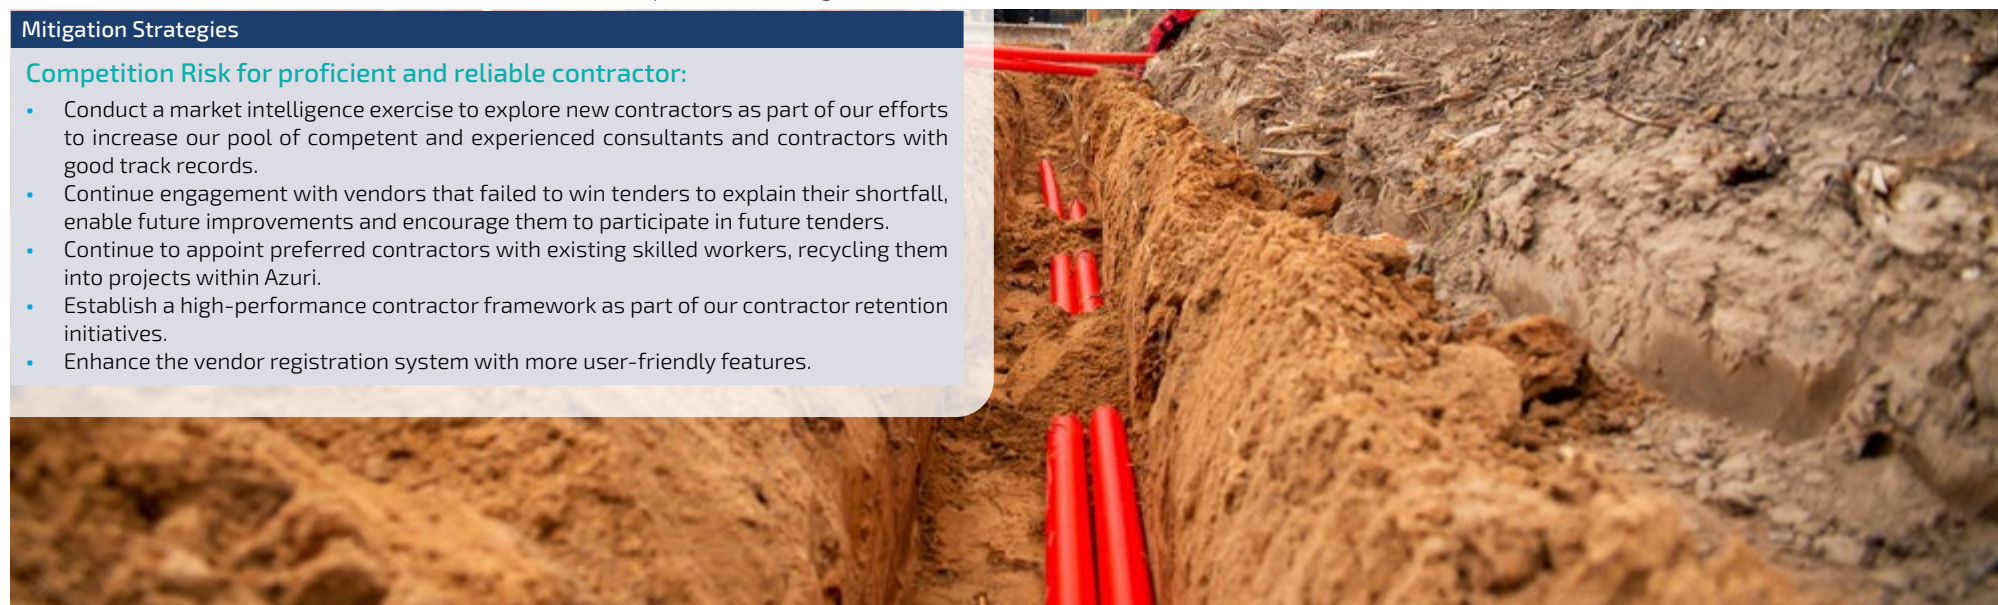 Mitigation Strategies
Competition Risk for proficient and reliable contractor:
• Conduct a market intelligence exercise to explore new contractors as part of our efforts
to increase our pool of competent and experienced consultants and contractors with
good track records.
• Continue engagement with vendors that failed to win tenders to explain their shortfall,
enable future improvements and encourage them to participate in future tenders.
• Continue to appoint preferred contractors with existing skilled workers, recycling them
into projects within Azuri.
• Establish a high-performance contractor framework as part of our contractor retention
initiatives.
• Enhance the vendor registration system with more user-friendly features.